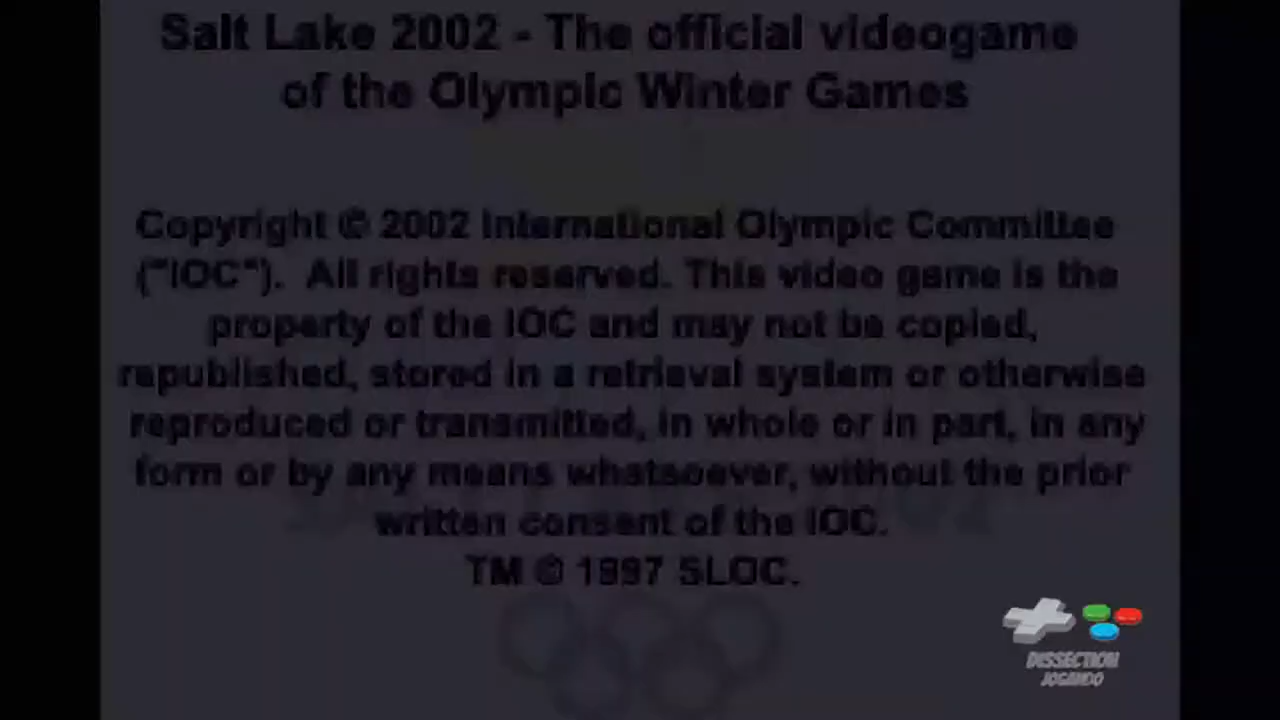 Salt Lake 2002 - The official videogame
of the Olympic Winter Games
Copyright © 2002 International Olympic Committee
("IOC").  All rights reserved. This video game is the
property of the IOC and may not be copied,
republished, stored in a retrieval system or otherwise
reproduced or transmitted, in whole or in part, in any
form or by any means whatsoever, without the prior
written consent of the IOC.
TM © 1997 SLOC.
DISSECTION
JOGANDO